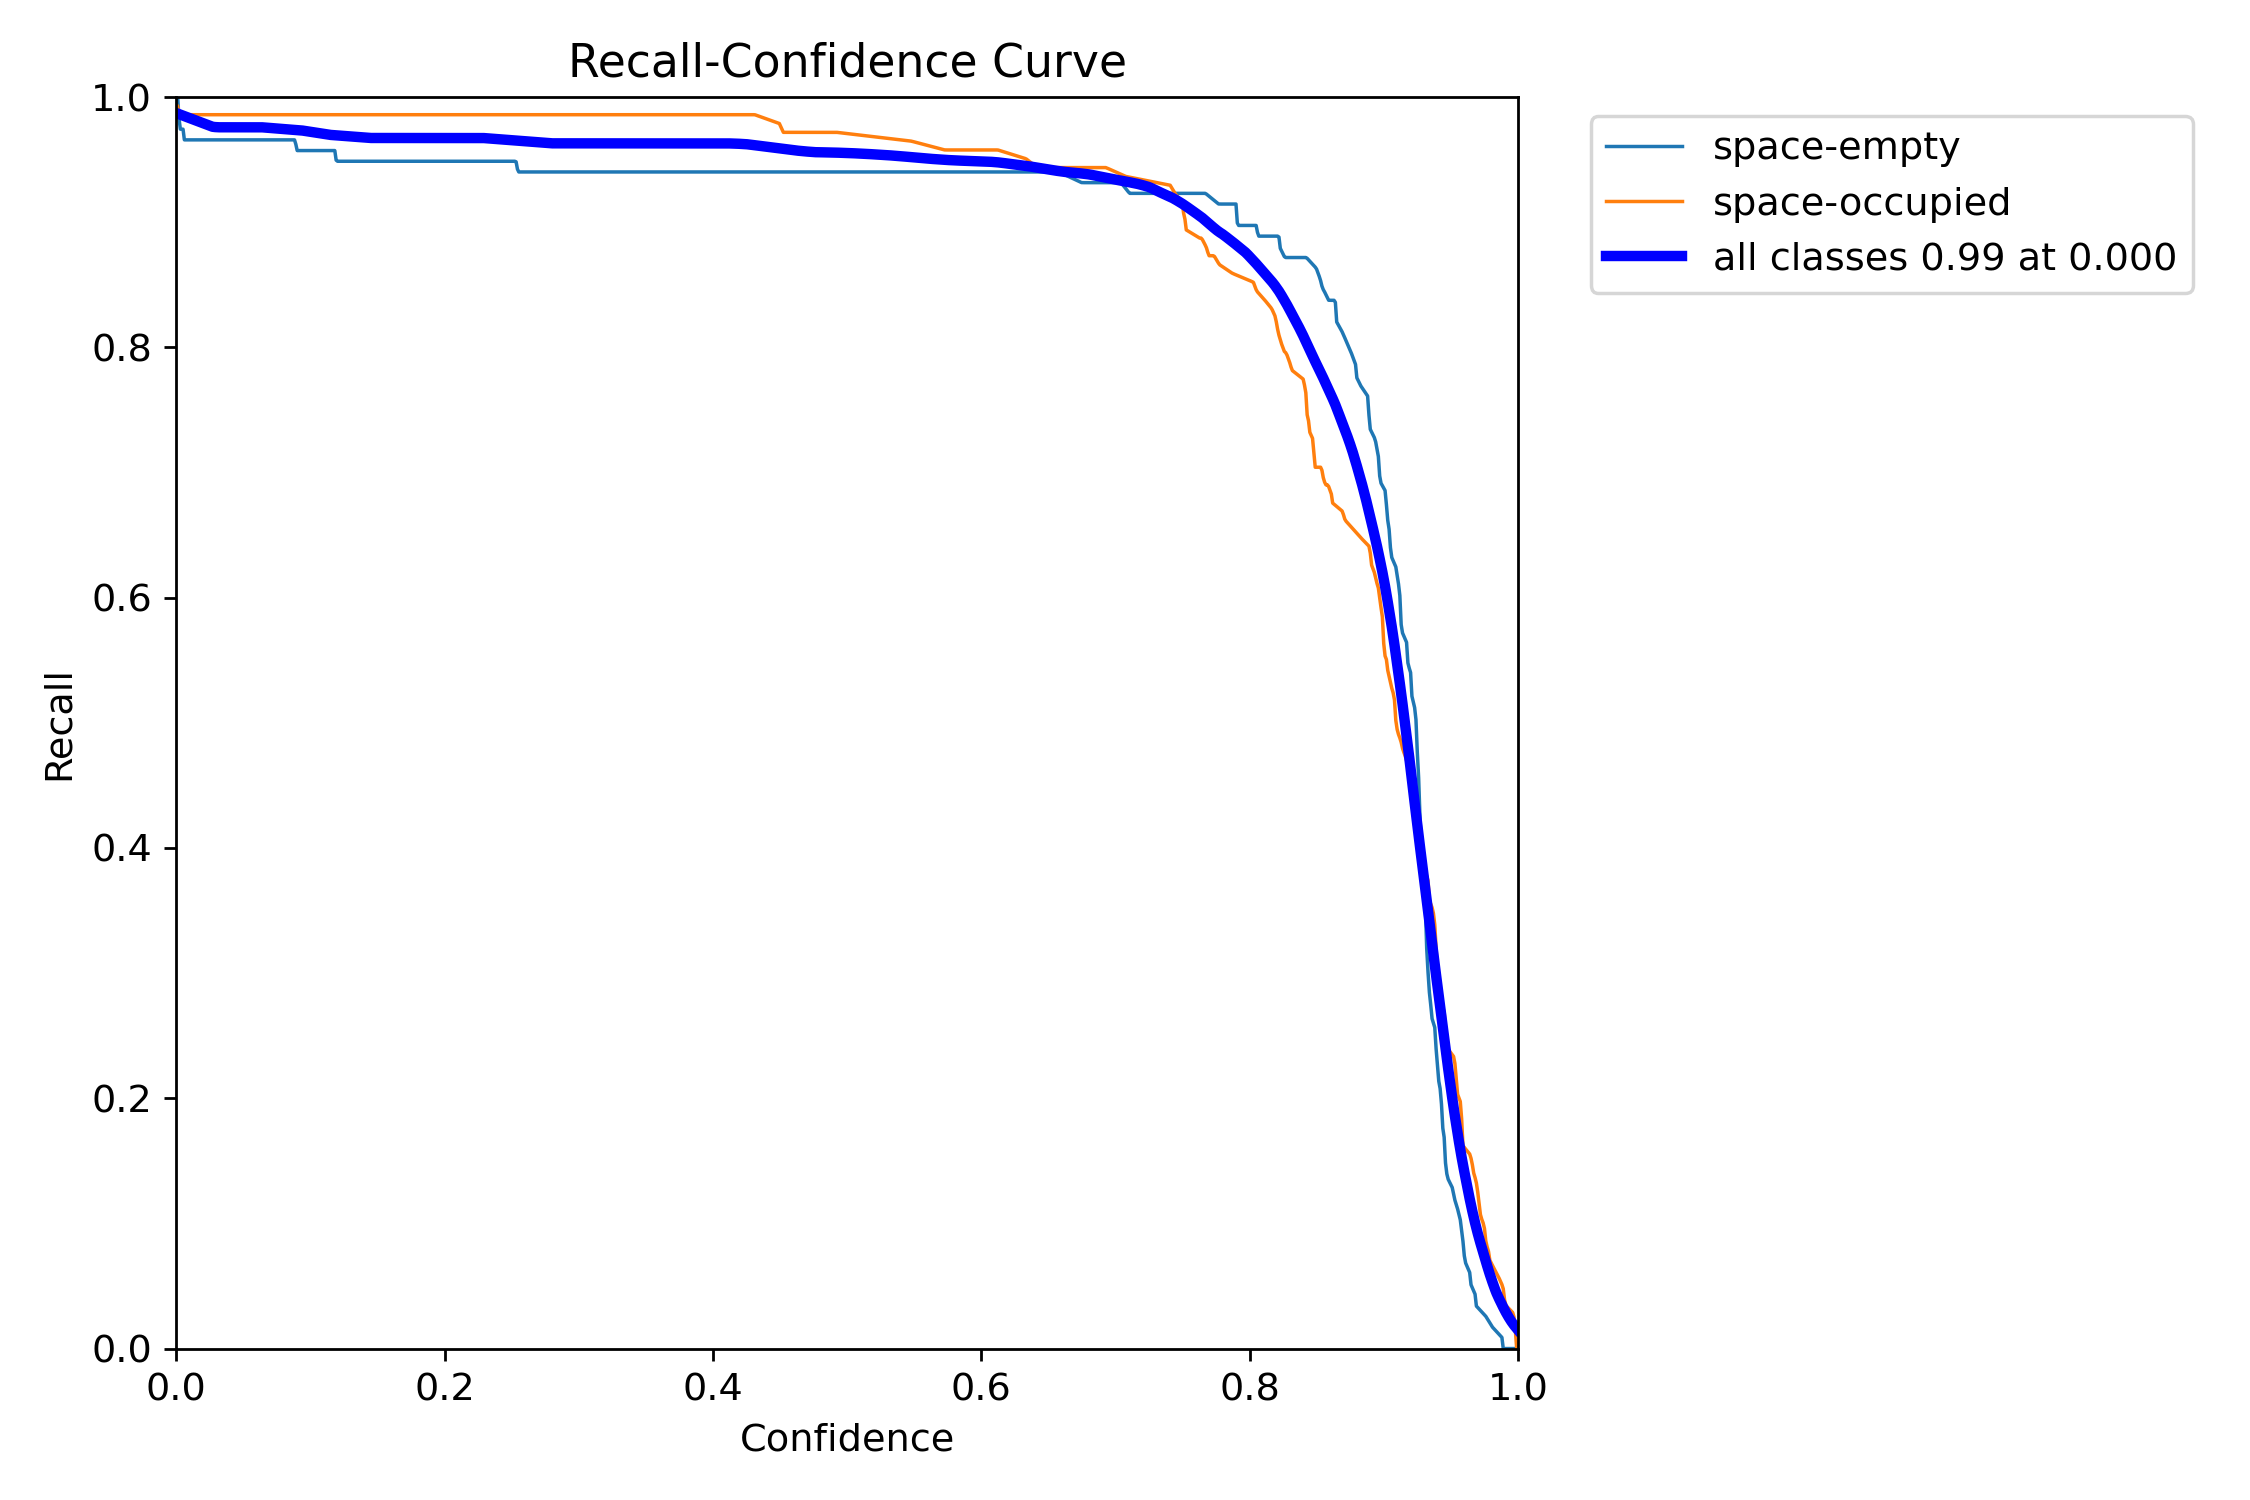 Recall-Confidence Curve
1.0
0.8
0.6
0.4
0.2
0.0
Recall
0.0 0.2 0.4 0.6 0.8 1.0
Confidence
space-empty
space-occupied
all classes 0.99 at 0.000